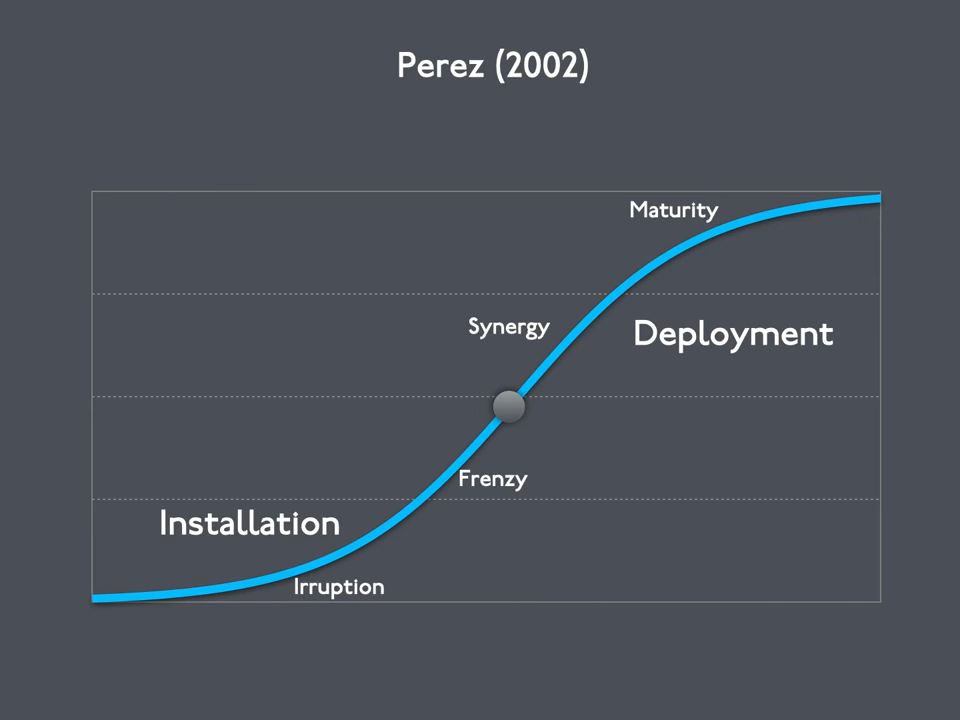 Perez (2002)
Maturity
Synergy
Deployment
Frenzy
Installation
Irruption